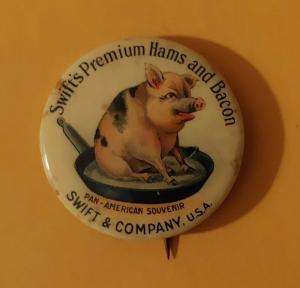 Swift's Premium Hams and Bacon
PAN-AMERICAN SOUVENIR
SWIFT & COMPANY, U.S.A.